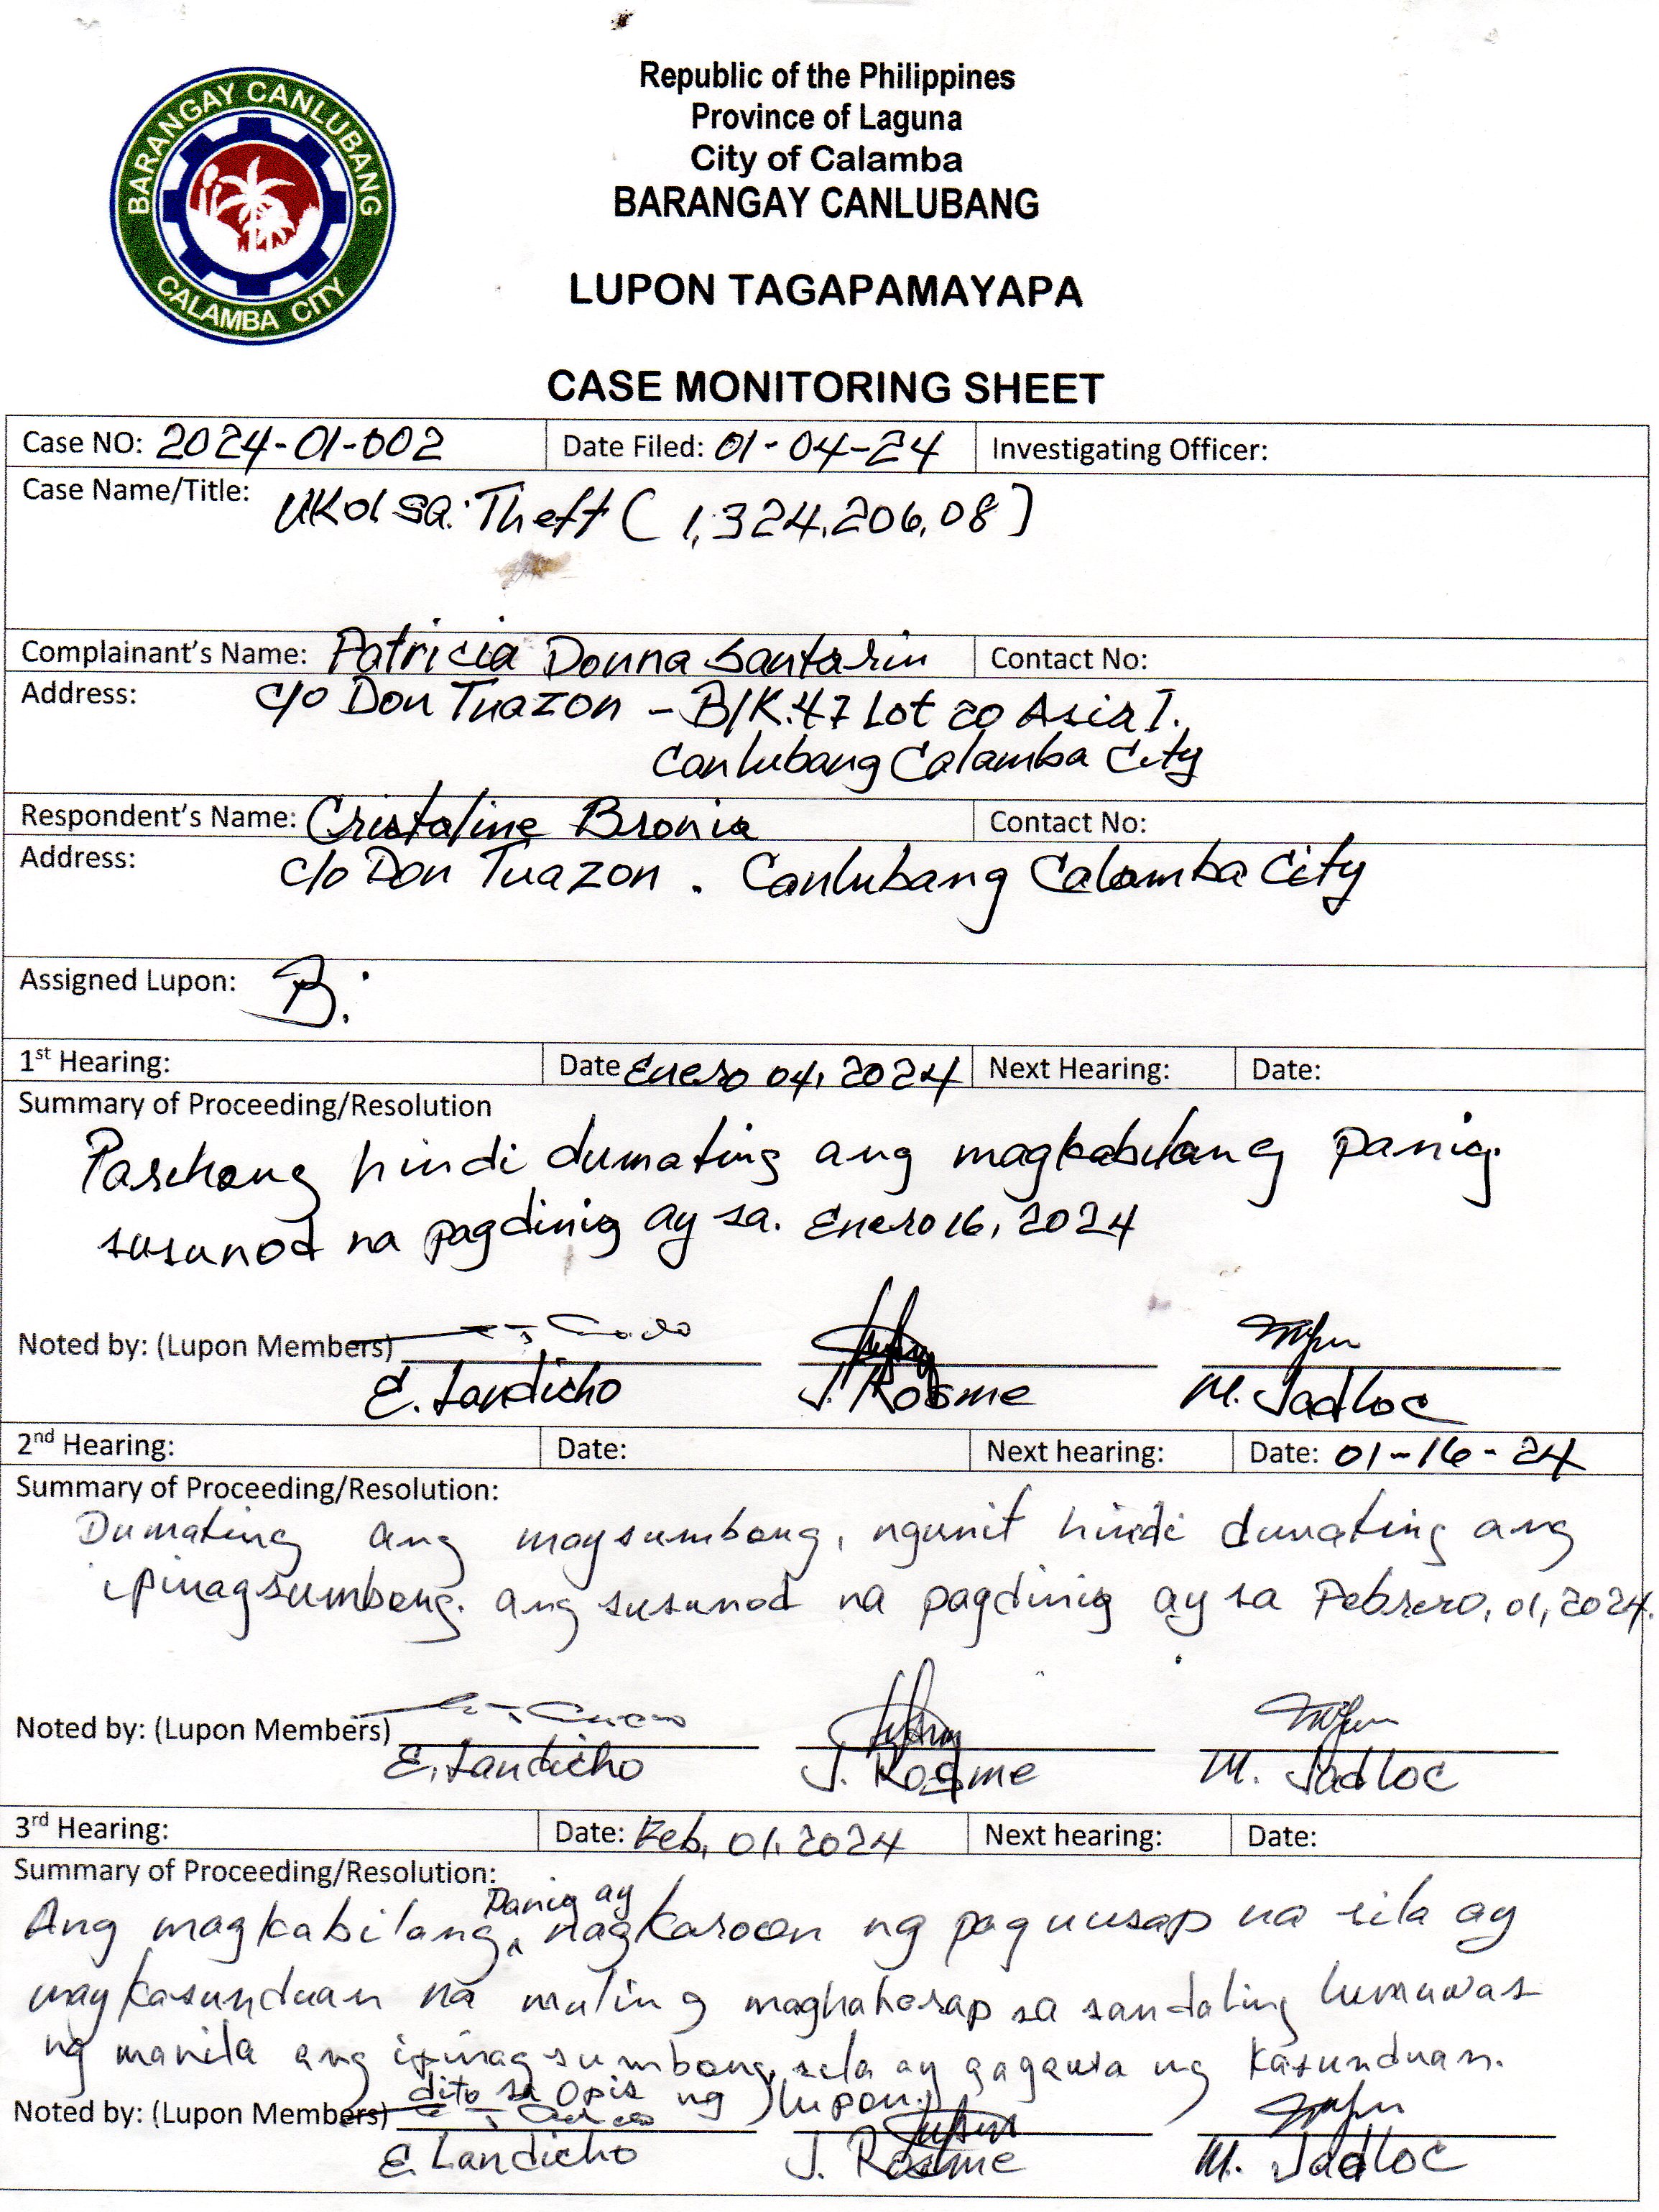 BARANGAY CANLUBANG
CALAMBA CITY
Republic of the Philippines
Province of Laguna
City of Calamba
BARANGAY CANLUBANG
LUPON TAGAPAMAYAPA
CASE MONITORING SHEET
Case NO: 2024-01-002 Date Filed: 01-04-24 Investigating Officer:
Case Name/Title: Ukol sa: Theft ( 1,324,206.08 )
Complainant's Name: Patricia Donna Santarin Contact No:
Address: c/o Don Tuazon - Blk.47 Lot 20 Asia I.
Canlubang Calamba City
Respondent's Name: Cristaline Bronia Contact No:
Address: c/o Don Tuazon . Canlubang Calamba City
Assigned Lupon: B.
1st Hearing: Date Enero 04, 2024 Next Hearing: Date:
Summary of Proceeding/Resolution
Parehong hindi dumating ang magkabilang panig.
susunod na pagdinig ay sa. Enero 16, 2024
Noted by: (Lupon Members)
E. Landicho J. Rosme M. Jadloc
2nd Hearing: Date: Next hearing: Date: 01-16-24
Summary of Proceeding/Resolution:
Dumating ang maysumbong, ngunit hindi dumating ang
ipinagsumbong. ang susunod na pagdinig ay sa Pebrero, 01, 2024.
Noted by: (Lupon Members)
E. Landicho J. Rosme M. Jadloc
3rd Hearing: Date: Feb, 01, 2024 Next hearing: Date:
Summary of Proceeding/Resolution:
Ang magkabilang Panig ay nagkaroon ng paguusap na sila ay
may kasunduan na muling maghaharap sa sandaling lumuwas
ng manila ang ipinagsumbong, sila ay gagawa ng kasunduan.
dito sa Opis ng lupon.
Noted by: (Lupon Members)
E. Landicho J. Rosme M. Jadloc